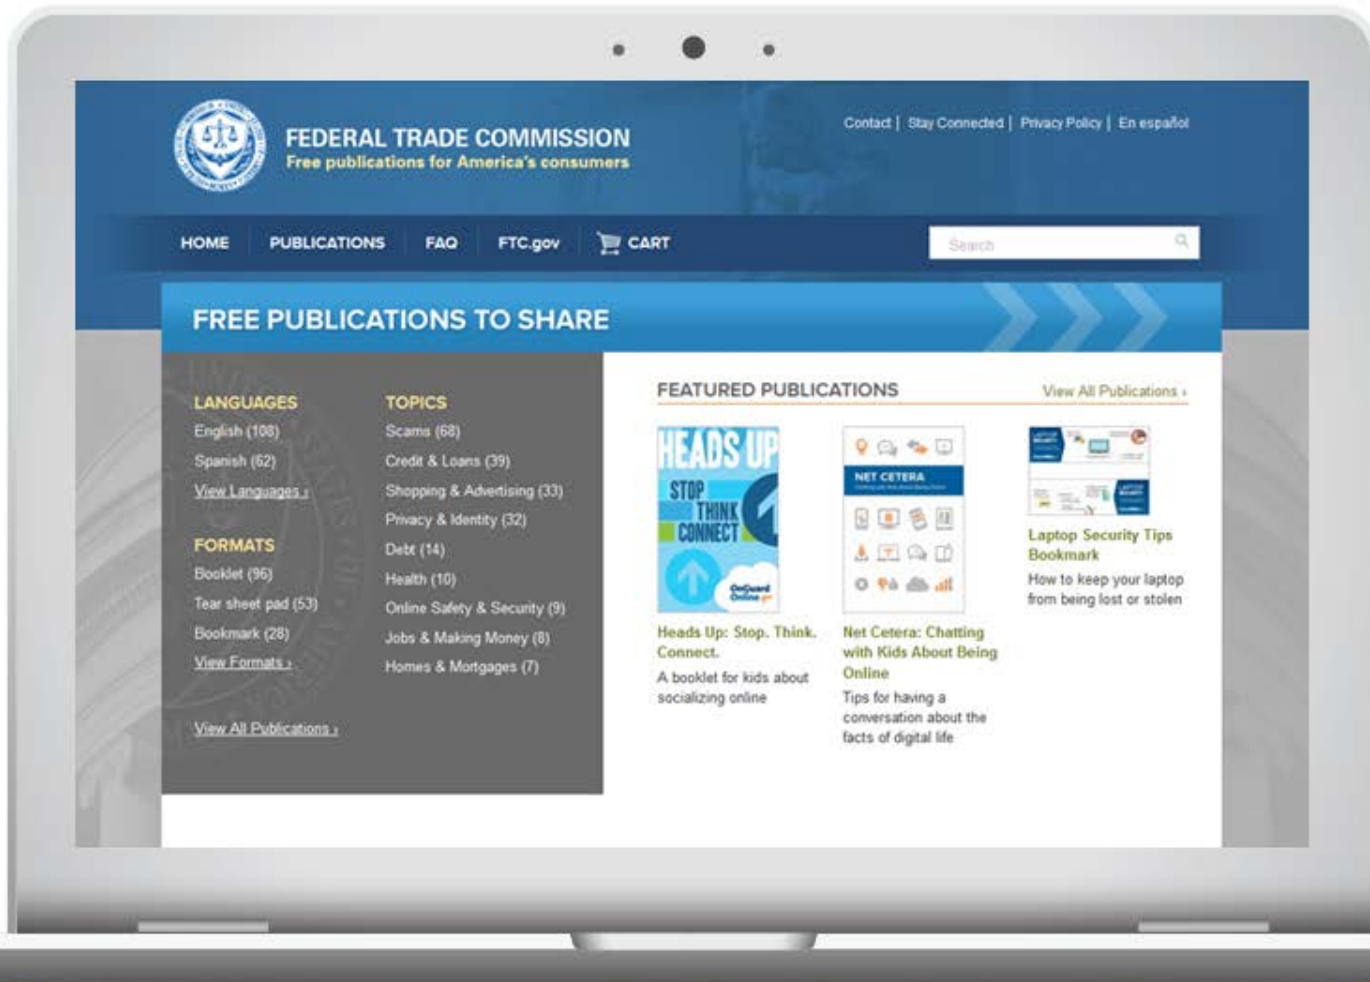 FEDERAL TRADE COMMISSION
Free publications for America's consumers
Contact | Stay Connected | Privacy Policy | En español
HOME PUBLICATIONS FAQ FTC.gov CART
Search
FREE PUBLICATIONS TO SHARE
LANGUAGES
English (108)
Spanish (62)
View Languages ›
FORMATS
Booklet (96)
Tear sheet pad (53)
Bookmark (28)
View Formats ›
View All Publications ›
TOPICS
Scams (68)
Credit & Loans (39)
Shopping & Advertising (33)
Privacy & Identity (32)
Debt (14)
Health (10)
Online Safety & Security (9)
Jobs & Making Money (8)
Homes & Mortgages (7)
FEATURED PUBLICATIONS
View All Publications ›
HEADS UP
STOP
THINK
CONNECT
OnGuard
Online
Heads Up: Stop. Think.
Connect.
A booklet for kids about
socializing online
NET CETERA
Net Cetera: Chatting
with Kids About Being
Online
Tips for having a
conversation about the
facts of digital life
Laptop Security Tips
Bookmark
How to keep your laptop
from being lost or stolen